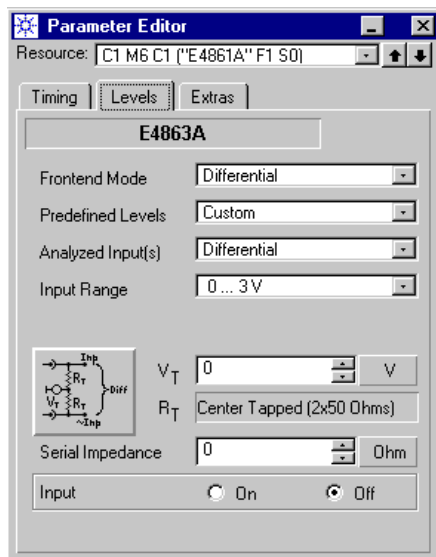 Parameter Editor
Resource: C1 M6 C1 ("E4861A" F1 S0)
Timing Levels Extras
E4863A
Frontend Mode Differential
Predefined Levels Custom
Analyzed Input(s) Differential
Input Range 0 ... 3 V
Inp
RT
VT RT Diff
~Inp
VT 0 V
RT Center Tapped (2x50 Ohms)
Serial Impedance 0 Ohm
Input On Off